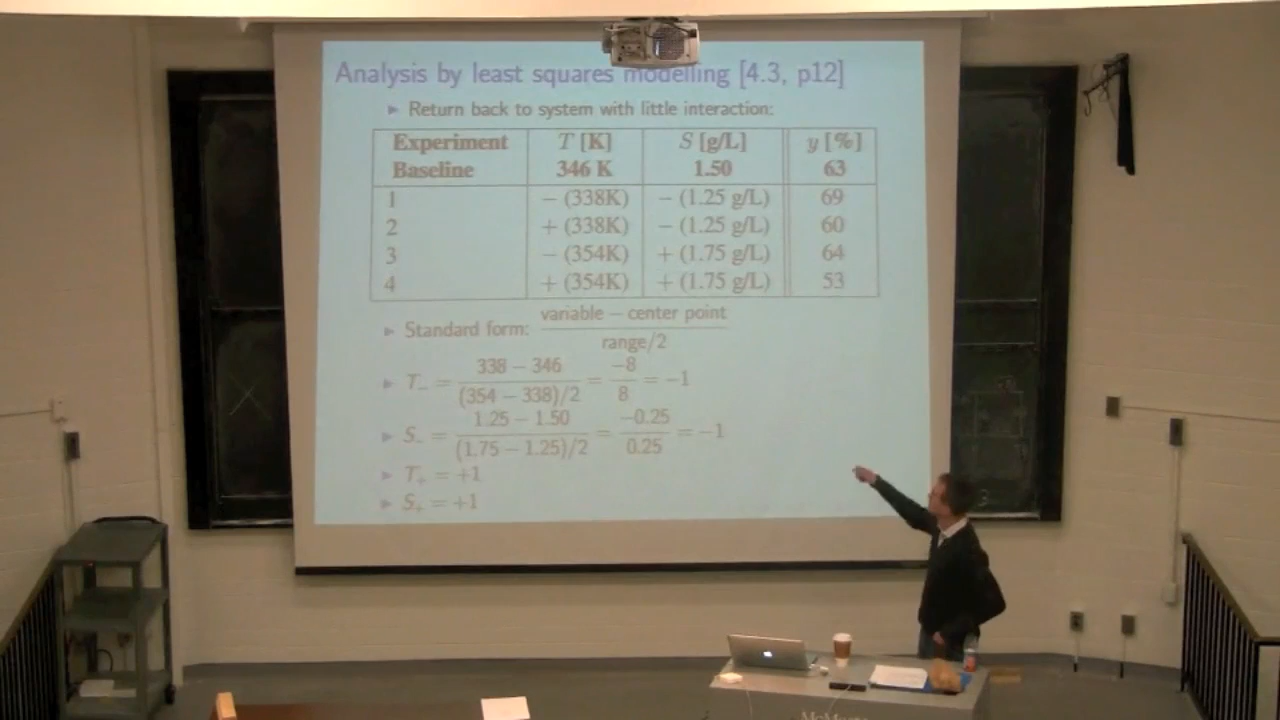 Analysis by least squares modelling [4.3, p12]
▸ Return back to system with little interaction:
Experiment T [K] S [g/L] y [%]
Baseline 346 K 1.50 63
1 − (338K) − (1.25 g/L) 69
2 + (338K) − (1.25 g/L) 60
3 − (354K) + (1.75 g/L) 64
4 + (354K) + (1.75 g/L) 53
▸ Standard form: variable − center point / range/2
▸ T₋ = 338 − 346 / (354 − 338)/2 = −8 / 8 = −1
▸ S₋ = 1.25 − 1.50 / (1.75 − 1.25)/2 = −0.25 / 0.25 = −1
▸ T₊ = +1
▸ S₊ = +1